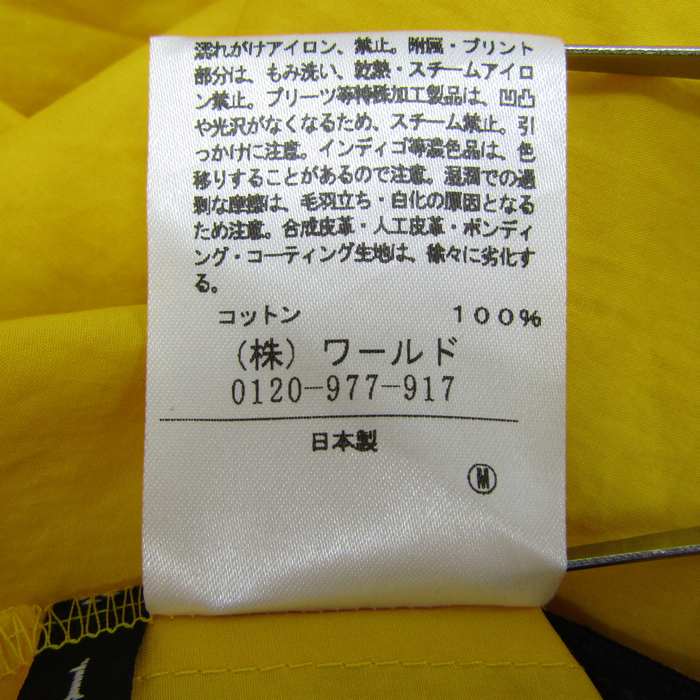 濡れがけアイロン、禁止。附属・プリント
部分は、もみ洗い、乾熱・スチームアイロ
ン禁止。プリーツ等特殊加工製品は、凹凸
や光沢がなくなるため、スチーム禁止。引
っかけに注意。インディゴ等濃色品は、色
移りすることがあるので注意。湿潤での過
剰な摩擦は、毛羽立ち・白化の原因となる
ため注意。合成皮革・人工皮革・ボンディ
ング・コーティング生地は、徐々に劣化す
る。
コットン １００％
（株）ワールド
0120-977-917
日本製
Ⓜ
1